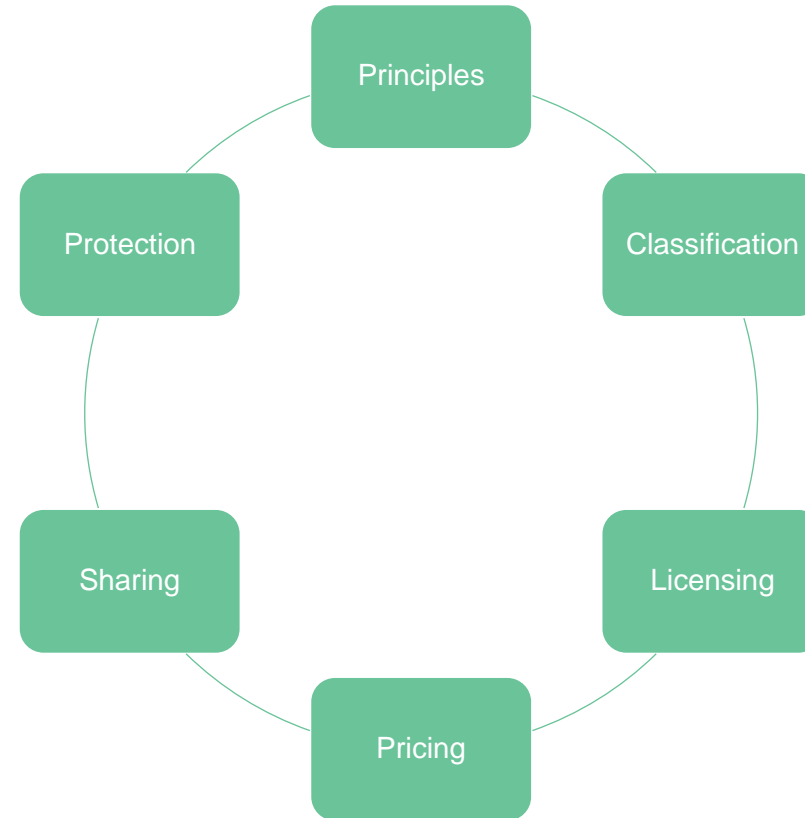 Principles
Classification
Licensing
Pricing
Sharing
Protection